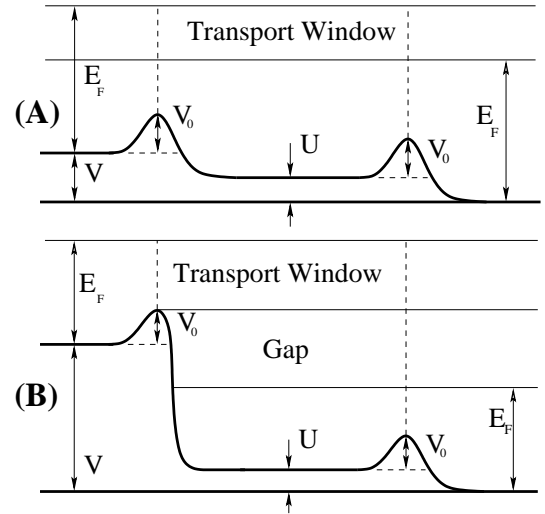 Transport Window
E_F
(A)
V_0
E_F
U
V_0
V
Transport Window
E_F
V_0
Gap
(B)
E_F
U
V_0
V